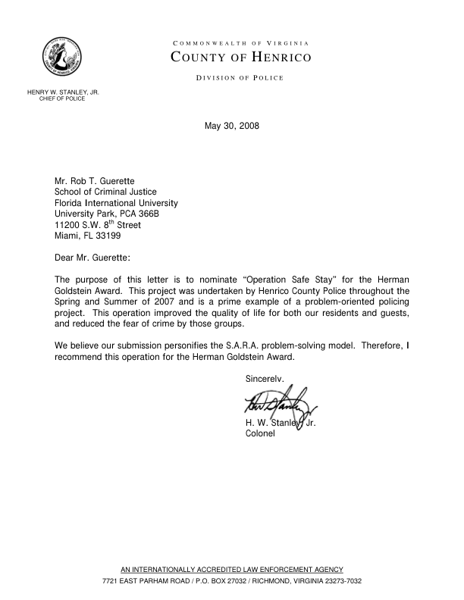 COMMONWEALTH OF VIRGINIA
COUNTY OF HENRICO
DIVISION OF POLICE
HENRY W. STANLEY, JR.
CHIEF OF POLICE
May 30, 2008
Mr. Rob T. Guerette
School of Criminal Justice
Florida International University
University Park, PCA 366B
11200 S.W. 8th Street
Miami, FL 33199
Dear Mr. Guerette:
The purpose of this letter is to nominate “Operation Safe Stay” for the Herman
Goldstein Award. This project was undertaken by Henrico County Police throughout the
Spring and Summer of 2007 and is a prime example of a problem-oriented policing
project. This operation improved the quality of life for both our residents and guests,
and reduced the fear of crime by those groups.
We believe our submission personifies the S.A.R.A. problem-solving model. Therefore, I
recommend this operation for the Herman Goldstein Award.
Sincerely,
H. W. Stanley, Jr.
Colonel
AN INTERNATIONALLY ACCREDITED LAW ENFORCEMENT AGENCY
7721 EAST PARHAM ROAD / P.O. BOX 27032 / RICHMOND, VIRGINIA 23273-7032